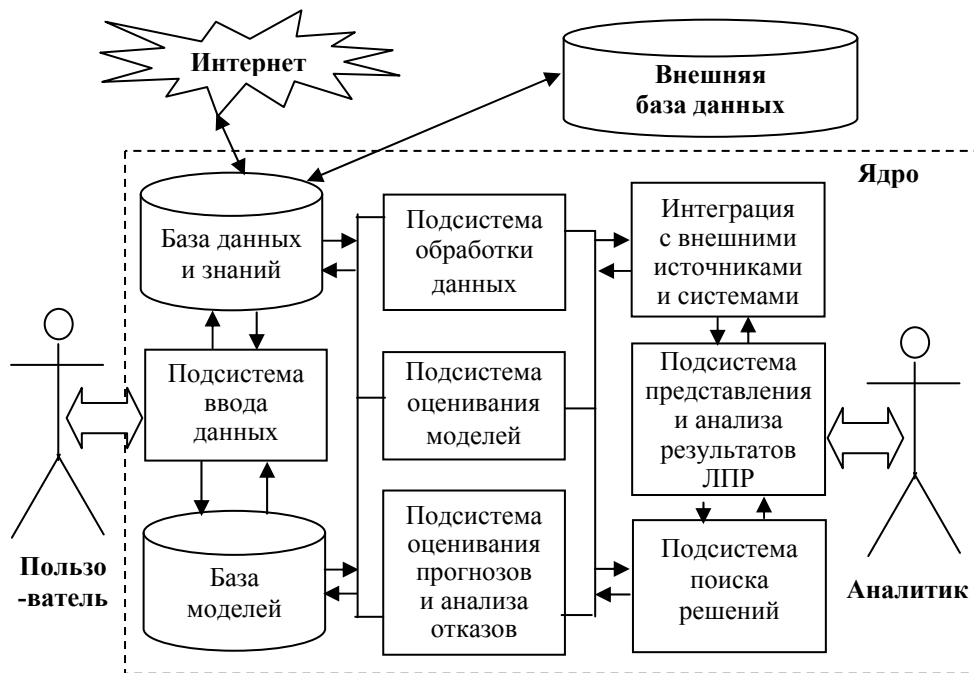 Интернет
Внешняя
база данных
Ядро
База данных
и знаний
Подсистема
обработки
данных
Интеграция
с внешними
источниками
и системами
Подсистема
ввода
данных
Подсистема
оценивания
моделей
Подсистема
представления
и анализа
результатов
ЛПР
Пользо
-ватель
База
моделей
Подсистема
оценивания
прогнозов
и анализа
отказов
Подсистема
поиска
решений
Аналитик